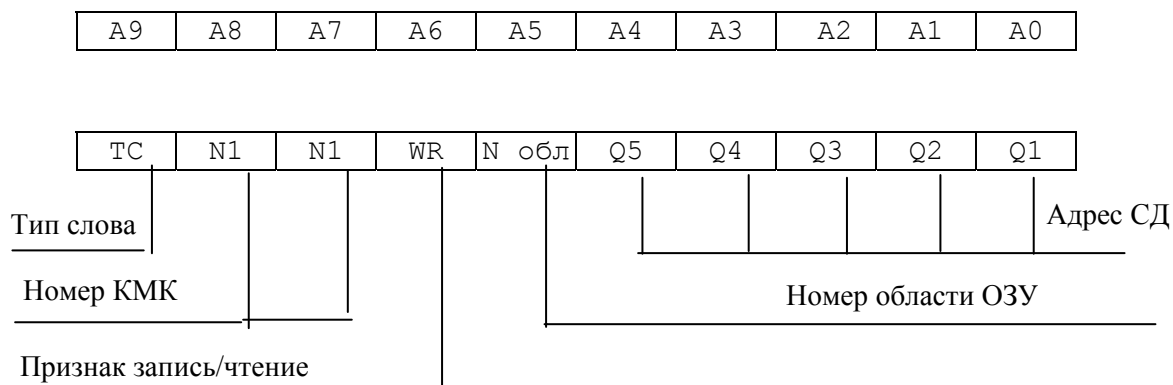 A9 A8 A7 A6 A5 A4 A3 A2 A1 A0
TC N1 N1 WR N обл Q5 Q4 Q3 Q2 Q1
Тип слова
Адрес СД
Номер КМК
Номер области ОЗУ
Признак запись/чтение